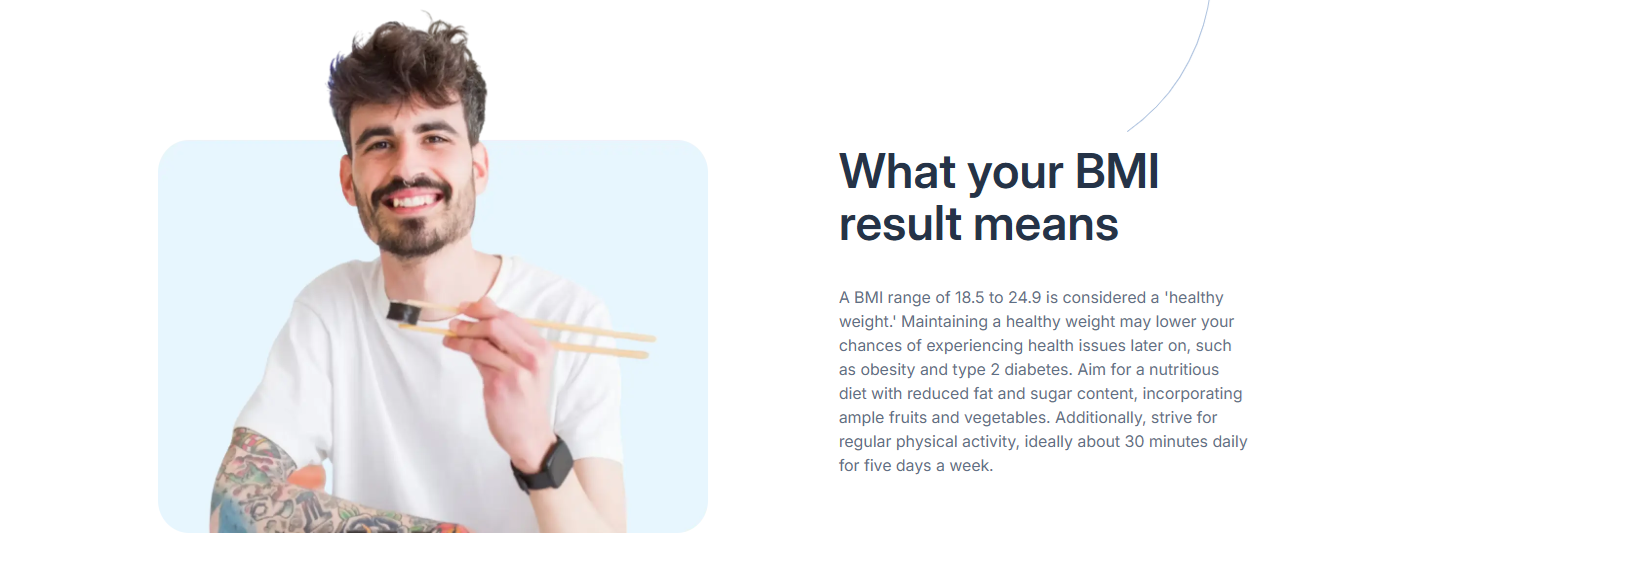 What your BMI
result means
A BMI range of 18.5 to 24.9 is considered a 'healthy
weight.' Maintaining a healthy weight may lower your
chances of experiencing health issues later on, such
as obesity and type 2 diabetes. Aim for a nutritious
diet with reduced fat and sugar content, incorporating
ample fruits and vegetables. Additionally, strive for
regular physical activity, ideally about 30 minutes daily
for five days a week.